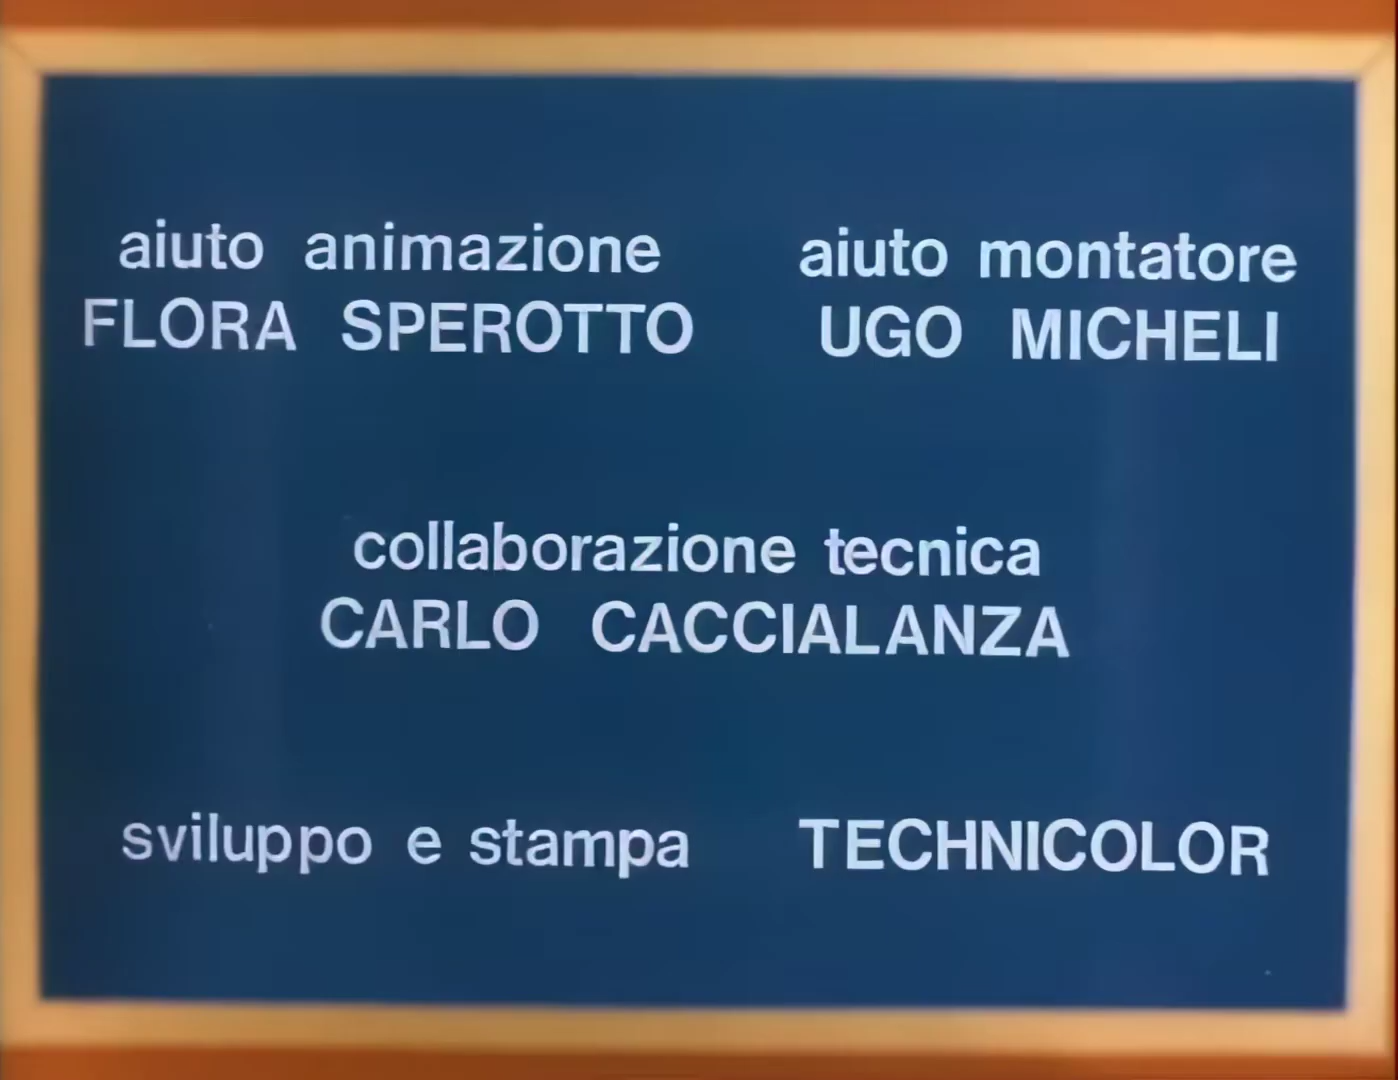 aiuto animazione
FLORA SPEROTTO
aiuto montatore
UGO MICHELI
collaborazione tecnica
CARLO CACCIALANZA
sviluppo e stampa TECHNICOLOR